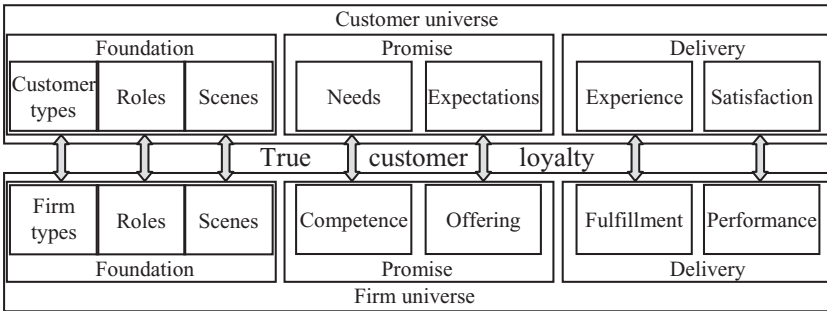 Customer universe
Foundation Promise Delivery
Customer types Roles Scenes Needs Expectations Experience Satisfaction
True customer loyalty
Firm types Roles Scenes Competence Offering Fulfillment Performance
Foundation Promise Delivery
Firm universe